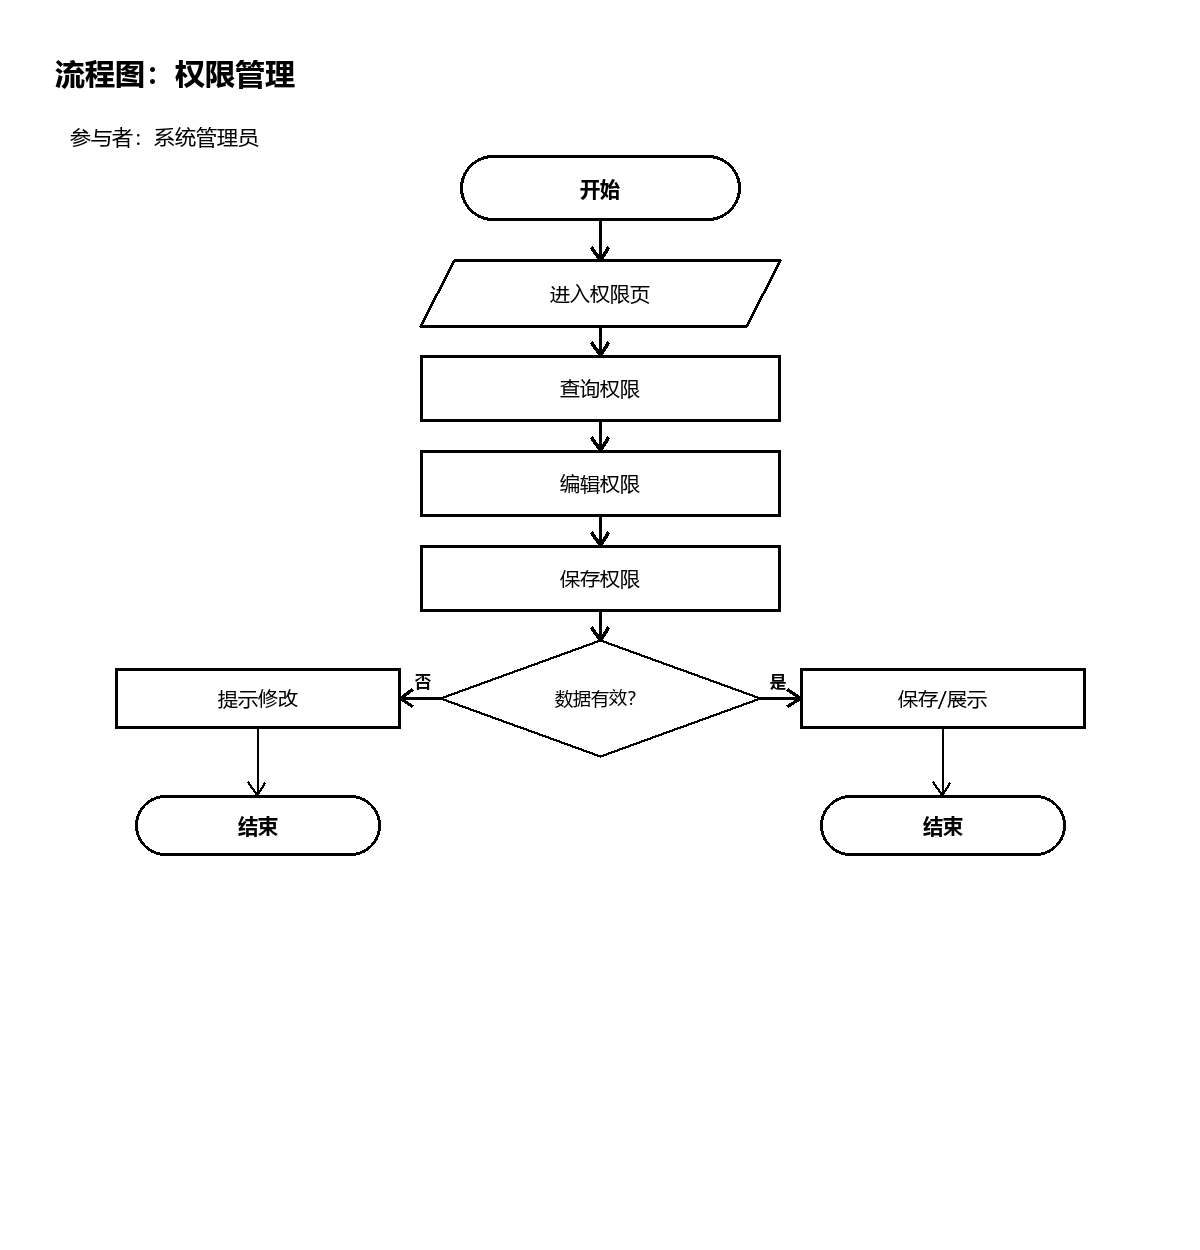 流程图：权限管理
参与者：系统管理员
开始
进入权限页
查询权限
编辑权限
保存权限
否
是
提示修改
数据有效?
保存/展示
结束
结束